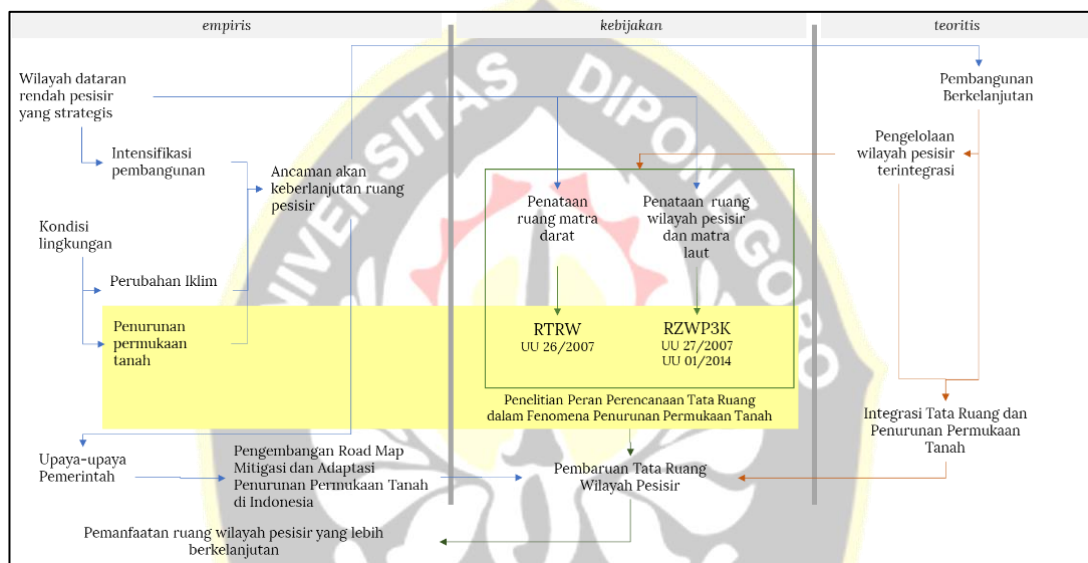 empiris
kebijakan
teoritis
Wilayah dataran
rendah pesisir
yang strategis
Intensifikasi
pembangunan
Ancaman akan
keberlanjutan ruang
pesisir
Kondisi
lingkungan
Perubahan Iklim
Penurunan
permukaan
tanah
Upaya-upaya
Pemerintah
Pengembangan Road Map
Mitigasi dan Adaptasi
Penurunan Permukaan Tanah
di Indonesia
Pemanfaatan ruang wilayah pesisir yang lebih
berkelanjutan
Penataan
ruang matra
darat
Penataan ruang
wilayah pesisir
dan matra
laut
RTRW
UU 26/2007
RZWP3K
UU 27/2007
UU 01/2014
Penelitian Peran Perencanaan Tata Ruang
dalam Fenomena Penurunan Permukaan Tanah
Pembaruan Tata Ruang
Wilayah Pesisir
Pembangunan
Berkelanjutan
Pengelolaan
wilayah pesisir
terintegrasi
Integrasi Tata Ruang dan
Penurunan Permukaan
Tanah
UNIVERSITAS DIPONEGORO